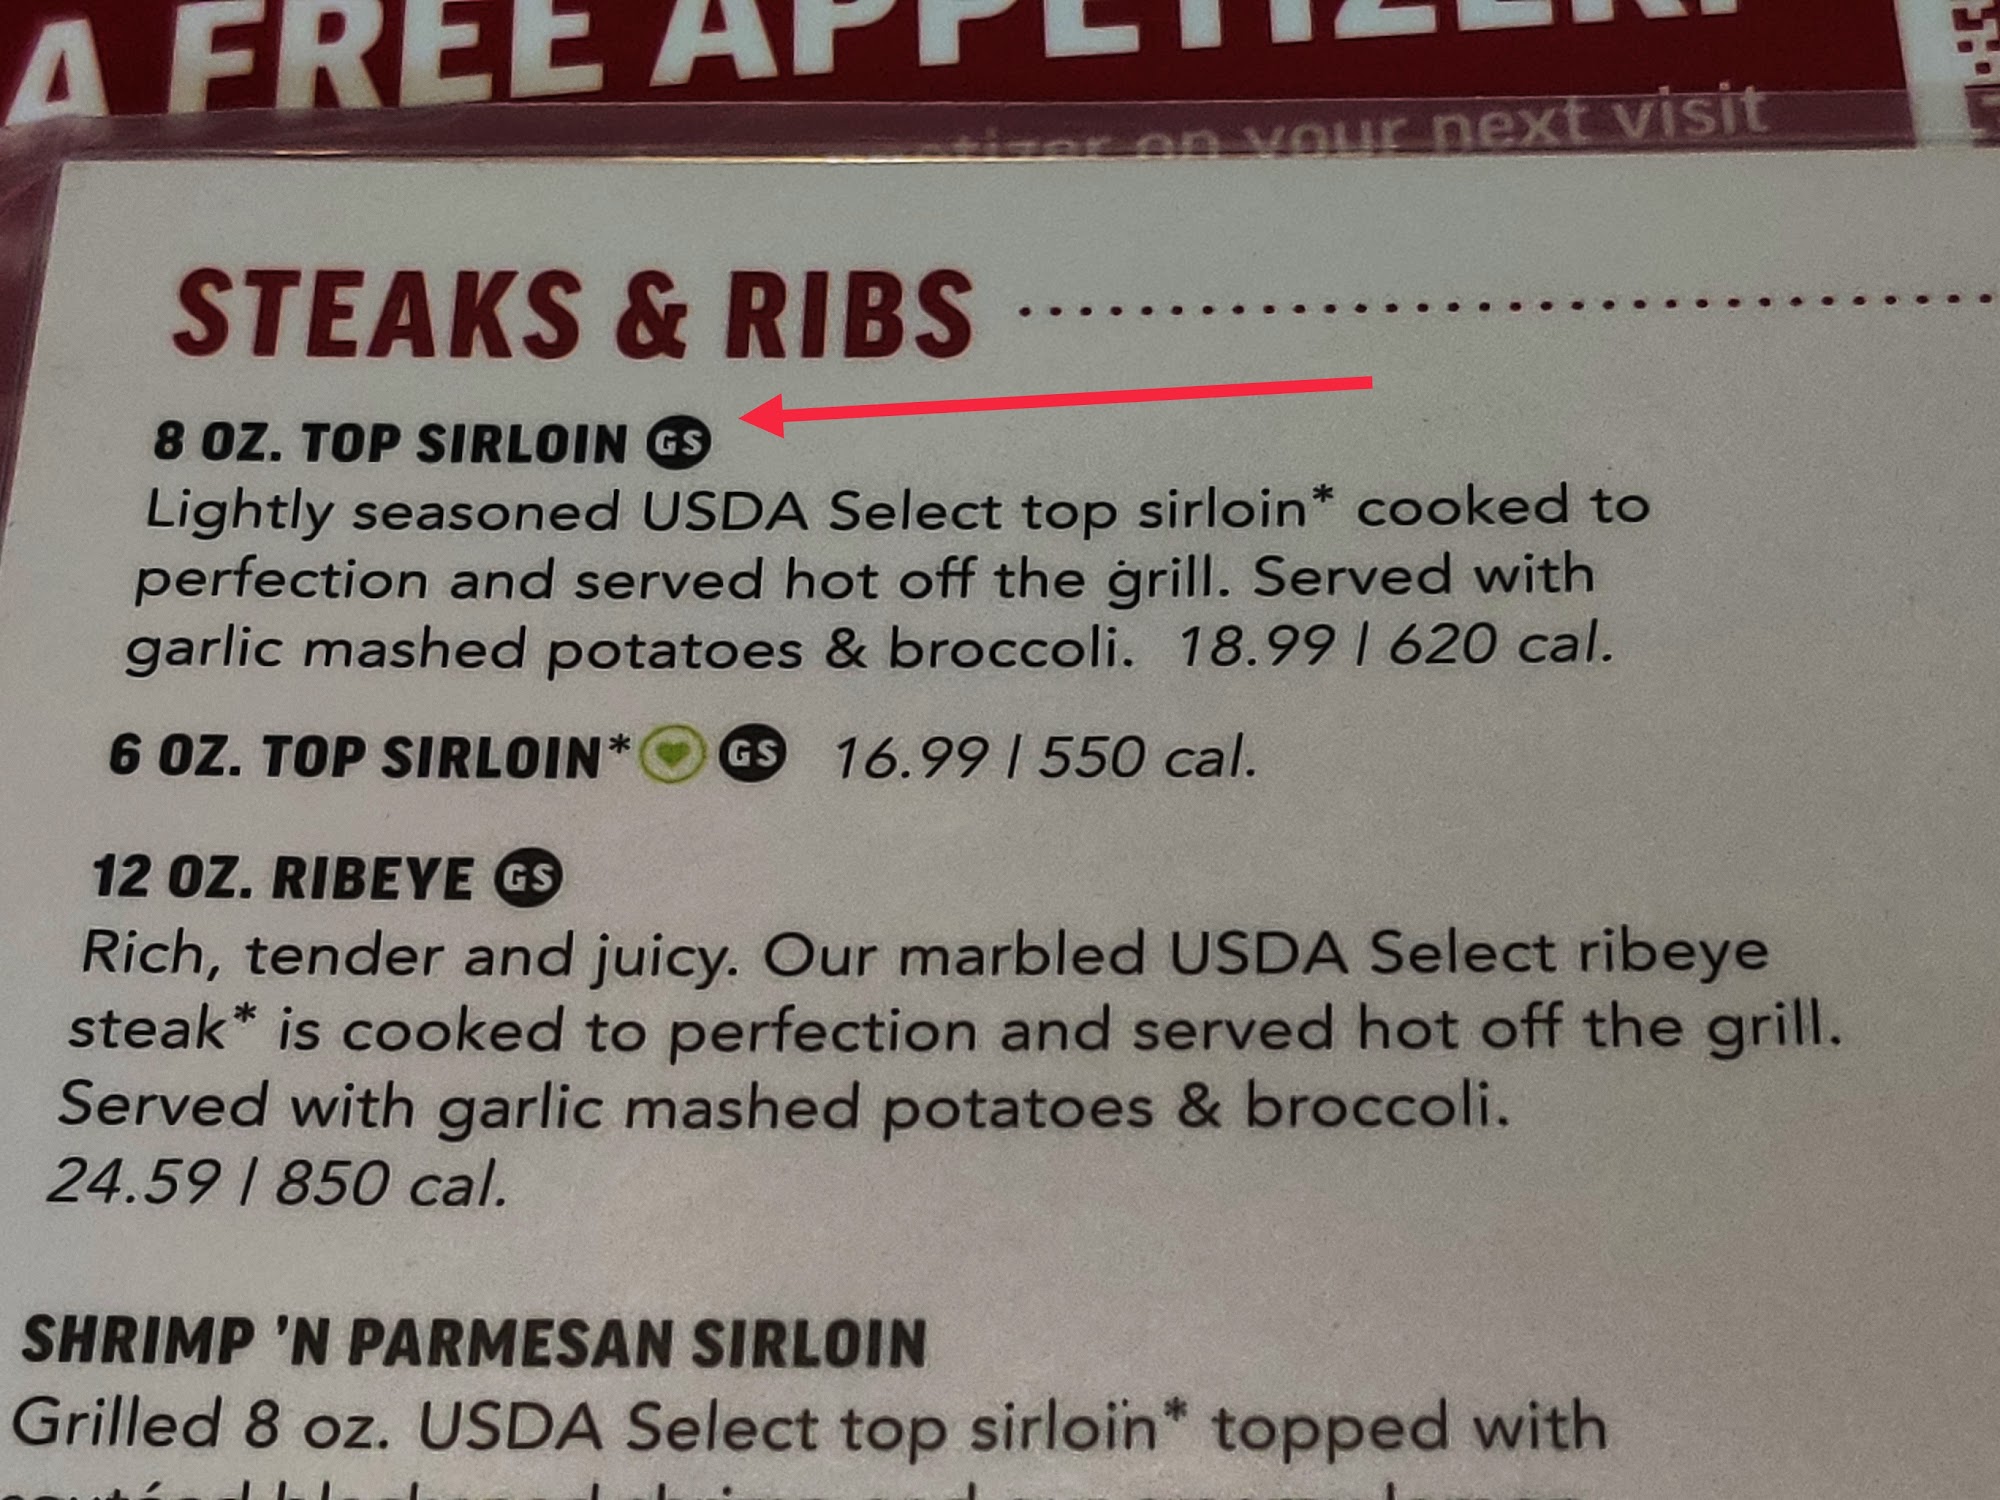 A FREE APPETIZER!
on your next visit
STEAKS & RIBS
8 OZ. TOP SIRLOIN GS
Lightly seasoned USDA Select top sirloin* cooked to
perfection and served hot off the grill. Served with
garlic mashed potatoes & broccoli. 18.99 | 620 cal.
6 OZ. TOP SIRLOIN* GS 16.99 | 550 cal.
12 OZ. RIBEYE GS
Rich, tender and juicy. Our marbled USDA Select ribeye
steak* is cooked to perfection and served hot off the grill.
Served with garlic mashed potatoes & broccoli.
24.59 | 850 cal.
SHRIMP 'N PARMESAN SIRLOIN
Grilled 8 oz. USDA Select top sirloin* topped with